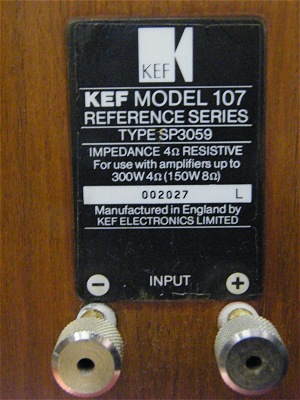 KEF
KEF MODEL 107
REFERENCE SERIES
TYPE SP3059
IMPEDANCE 4Ω RESISTIVE
For use with amplifiers up to
300W 4Ω (150W 8Ω)
002027 L
Manufactured in England by
KEF ELECTRONICS LIMITED
− INPUT +